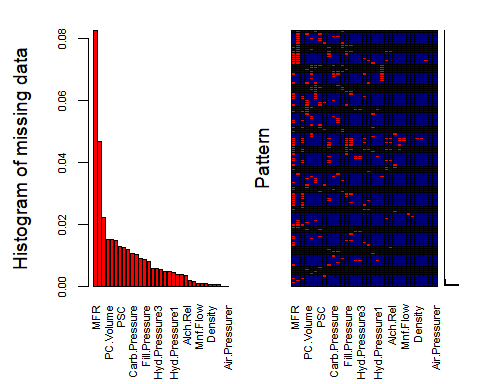 Histogram of missing data
0.00
0.02
0.04
0.06
0.08
MFR
PC.Volume
PSC
Carb.Pressure
Fill.Pressure
Hyd.Pressure3
Hyd.Pressure1
Alch.Rel
Mnf.Flow
Density
Air.Pressurer
Pattern
MFR
PC.Volume
PSC
Carb.Pressure
Fill.Pressure
Hyd.Pressure3
Hyd.Pressure1
Alch.Rel
Mnf.Flow
Density
Air.Pressurer